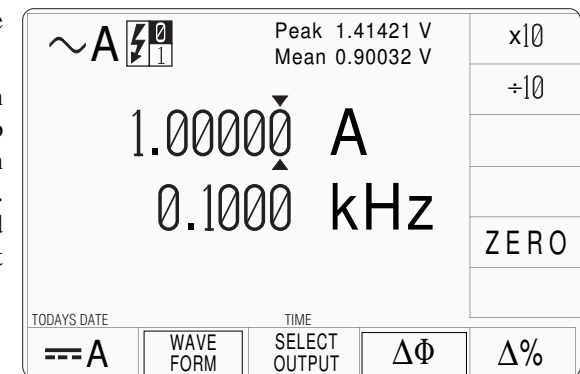 ∼A 0 1
Peak 1.41421 V
Mean 0.90032 V
x10
÷10
1.00000 A
0.1000 kHz
ZERO
TODAYS DATE
TIME
⎓A
WAVE FORM
SELECT OUTPUT
ΔΦ
Δ%